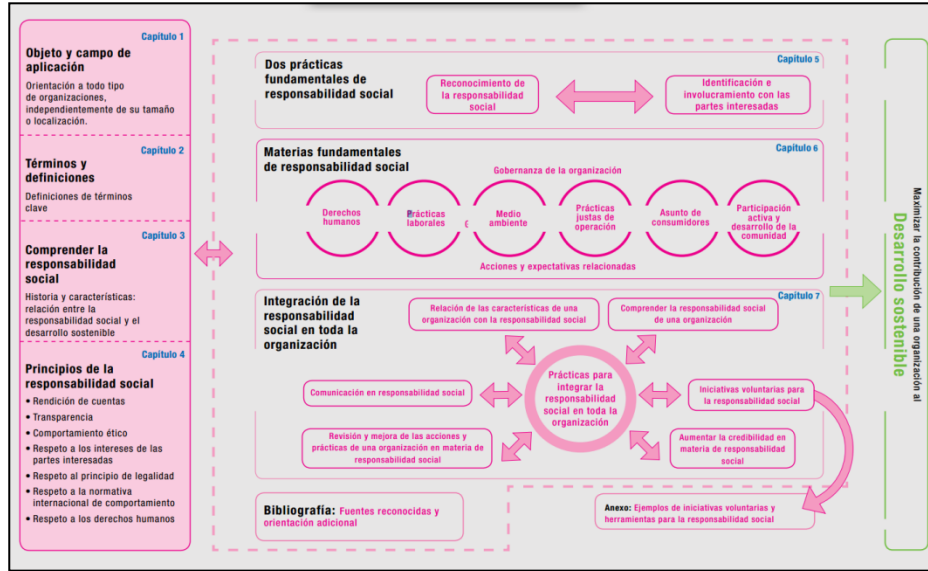 Capítulo 1
Objeto y campo de
aplicación
Orientación a todo tipo
de organizaciones,
independientemente de su tamaño
o localización.
Capítulo 2
Términos y
definiciones
Definiciones de términos
clave
Capítulo 3
Comprender la
responsabilidad
social
Historia y características:
relación entre la
responsabilidad social y el
desarrollo sostenible
Capítulo 4
Principios de la
responsabilidad social
• Rendición de cuentas
• Transparencia
• Comportamiento ético
• Respeto a los intereses de las
partes interesadas
• Respeto al principio de legalidad
• Respeto a la normativa
internacional de comportamiento
• Respeto a los derechos humanos
Capítulo 5
Dos prácticas
fundamentales de
responsabilidad social
Reconocimiento de
la responsabilidad
social
Identificación e
involucramiento con las
partes interesadas
Capítulo 6
Materias fundamentales
de responsabilidad social
Gobernanza de la organización
Derechos
humanos
Prácticas
laborales
Medio
ambiente
Prácticas
justas de
operación
Asunto de
consumidores
Participación
activa y
desarrollo de la
comunidad
Acciones y expectativas relacionadas
Capítulo 7
Integración de la
responsabilidad
social en toda la
organización
Relación de las características de una
organización con la responsabilidad social
Comprender la responsabilidad social
de una organización
Prácticas para
integrar la
responsabilidad
social en toda la
organización
Comunicación en responsabilidad social
Iniciativas voluntarias para
la responsabilidad social
Revisión y mejora de las acciones y
prácticas de una organización en materia de
responsabilidad social
Aumentar la credibilidad en
materia de responsabilidad
social
Bibliografía: Fuentes reconocidas y
orientación adicional
Anexo: Ejemplos de iniciativas voluntarias y
herramientas para la responsabilidad social
Maximizar la contribución de una organización al
Desarrollo sostenible